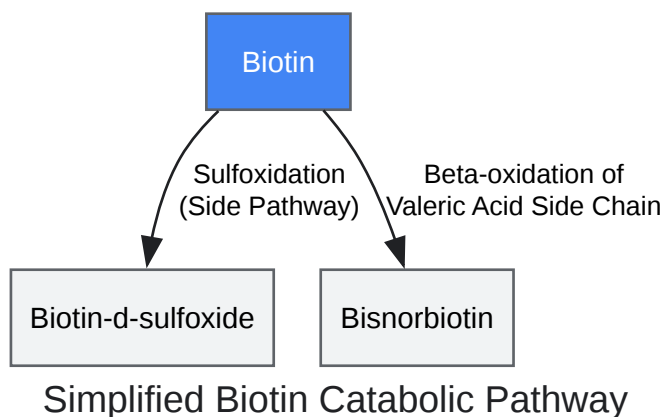 Biotin
Sulfoxidation
(Side Pathway)
Beta-oxidation of
Valeric Acid Side Chain
Biotin-d-sulfoxide
Bisnorbiotin
Simplified Biotin Catabolic Pathway